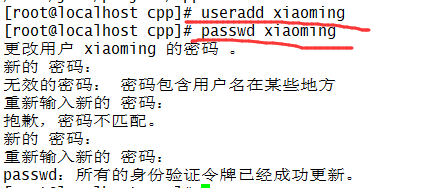 [root@localhost cpp]# useradd xiaoming
[root@localhost cpp]# passwd xiaoming
更改用户 xiaoming 的密码 。
新的 密码：
无效的密码： 密码包含用户名在某些地方
重新输入新的 密码：
抱歉，密码不匹配。
新的 密码：
重新输入新的 密码：
passwd：所有的身份验证令牌已经成功更新。